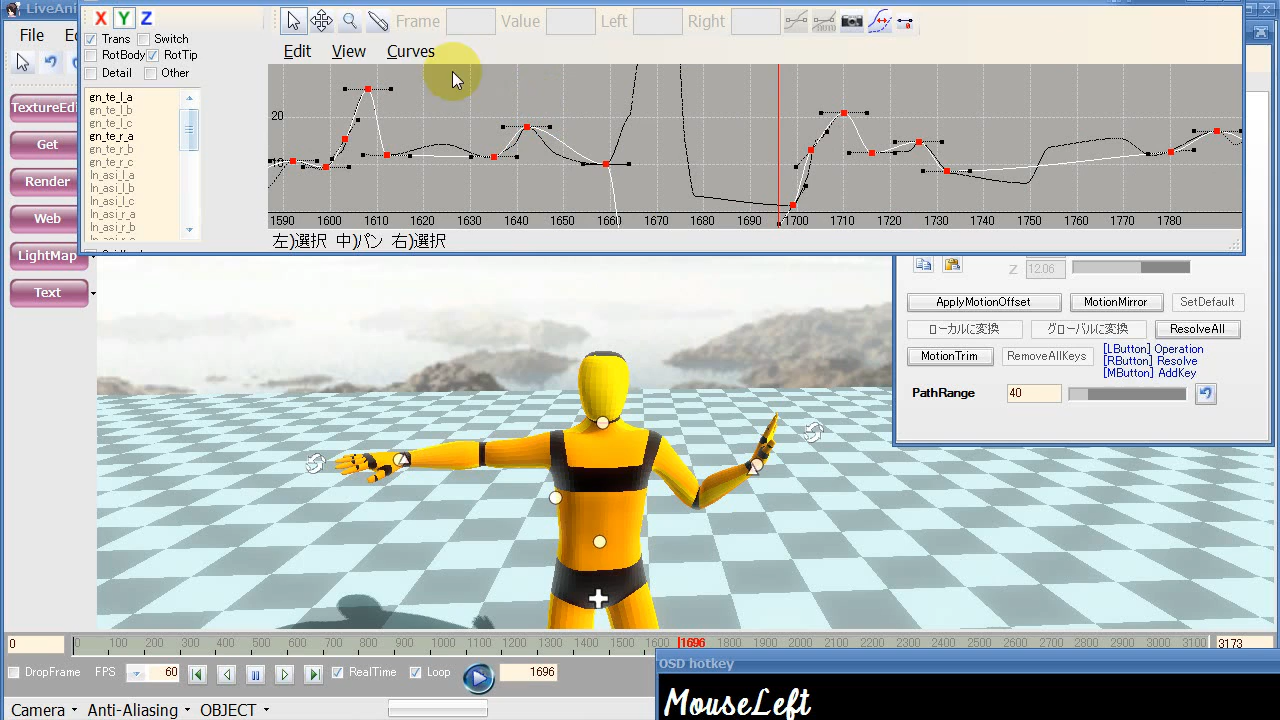 LiveAni
File
X Y Z
Frame Value Left Right
Trans Switch
RotBody RotTip
Detail Other
Edit View Curves
gn_te_l_a
gn_te_l_b
gn_te_l_c
gn_te_r_a
gn_te_r_b
gn_te_r_c
ln_asi_l_a
ln_asi_l_b
ln_asi_l_c
ln_asi_r_a
ln_asi_r_b
20
10
1590 1600 1610 1620 1630 1640 1650 1660 1670 1680 1690 1700 1710 1720 1730 1740 1750 1760 1770 1780
左)選択 中)パン 右)選択
TextureEdi
Get
Render
Web
LightMap
Text
Z 12.06
ApplyMotionOffset MotionMirror SetDefault
ローカルに変換 グローバルに変換 ResolveAll
MotionTrim RemoveAllKeys
[LButton] Operation
[RButton] Resolve
[MButton] AddKey
PathRange 40
0 0 100 200 300 400 500 600 700 800 900 1000 1100 1200 1300 1400 1500 1600 1696 1800 1900 2000 2100 2200 2300 2400 2500 2600 2700 2800 2900 3000 3100 3173
DropFrame FPS 60 RealTime Loop 1696
OSD hotkey
MouseLeft
Camera Anti-Aliasing OBJECT